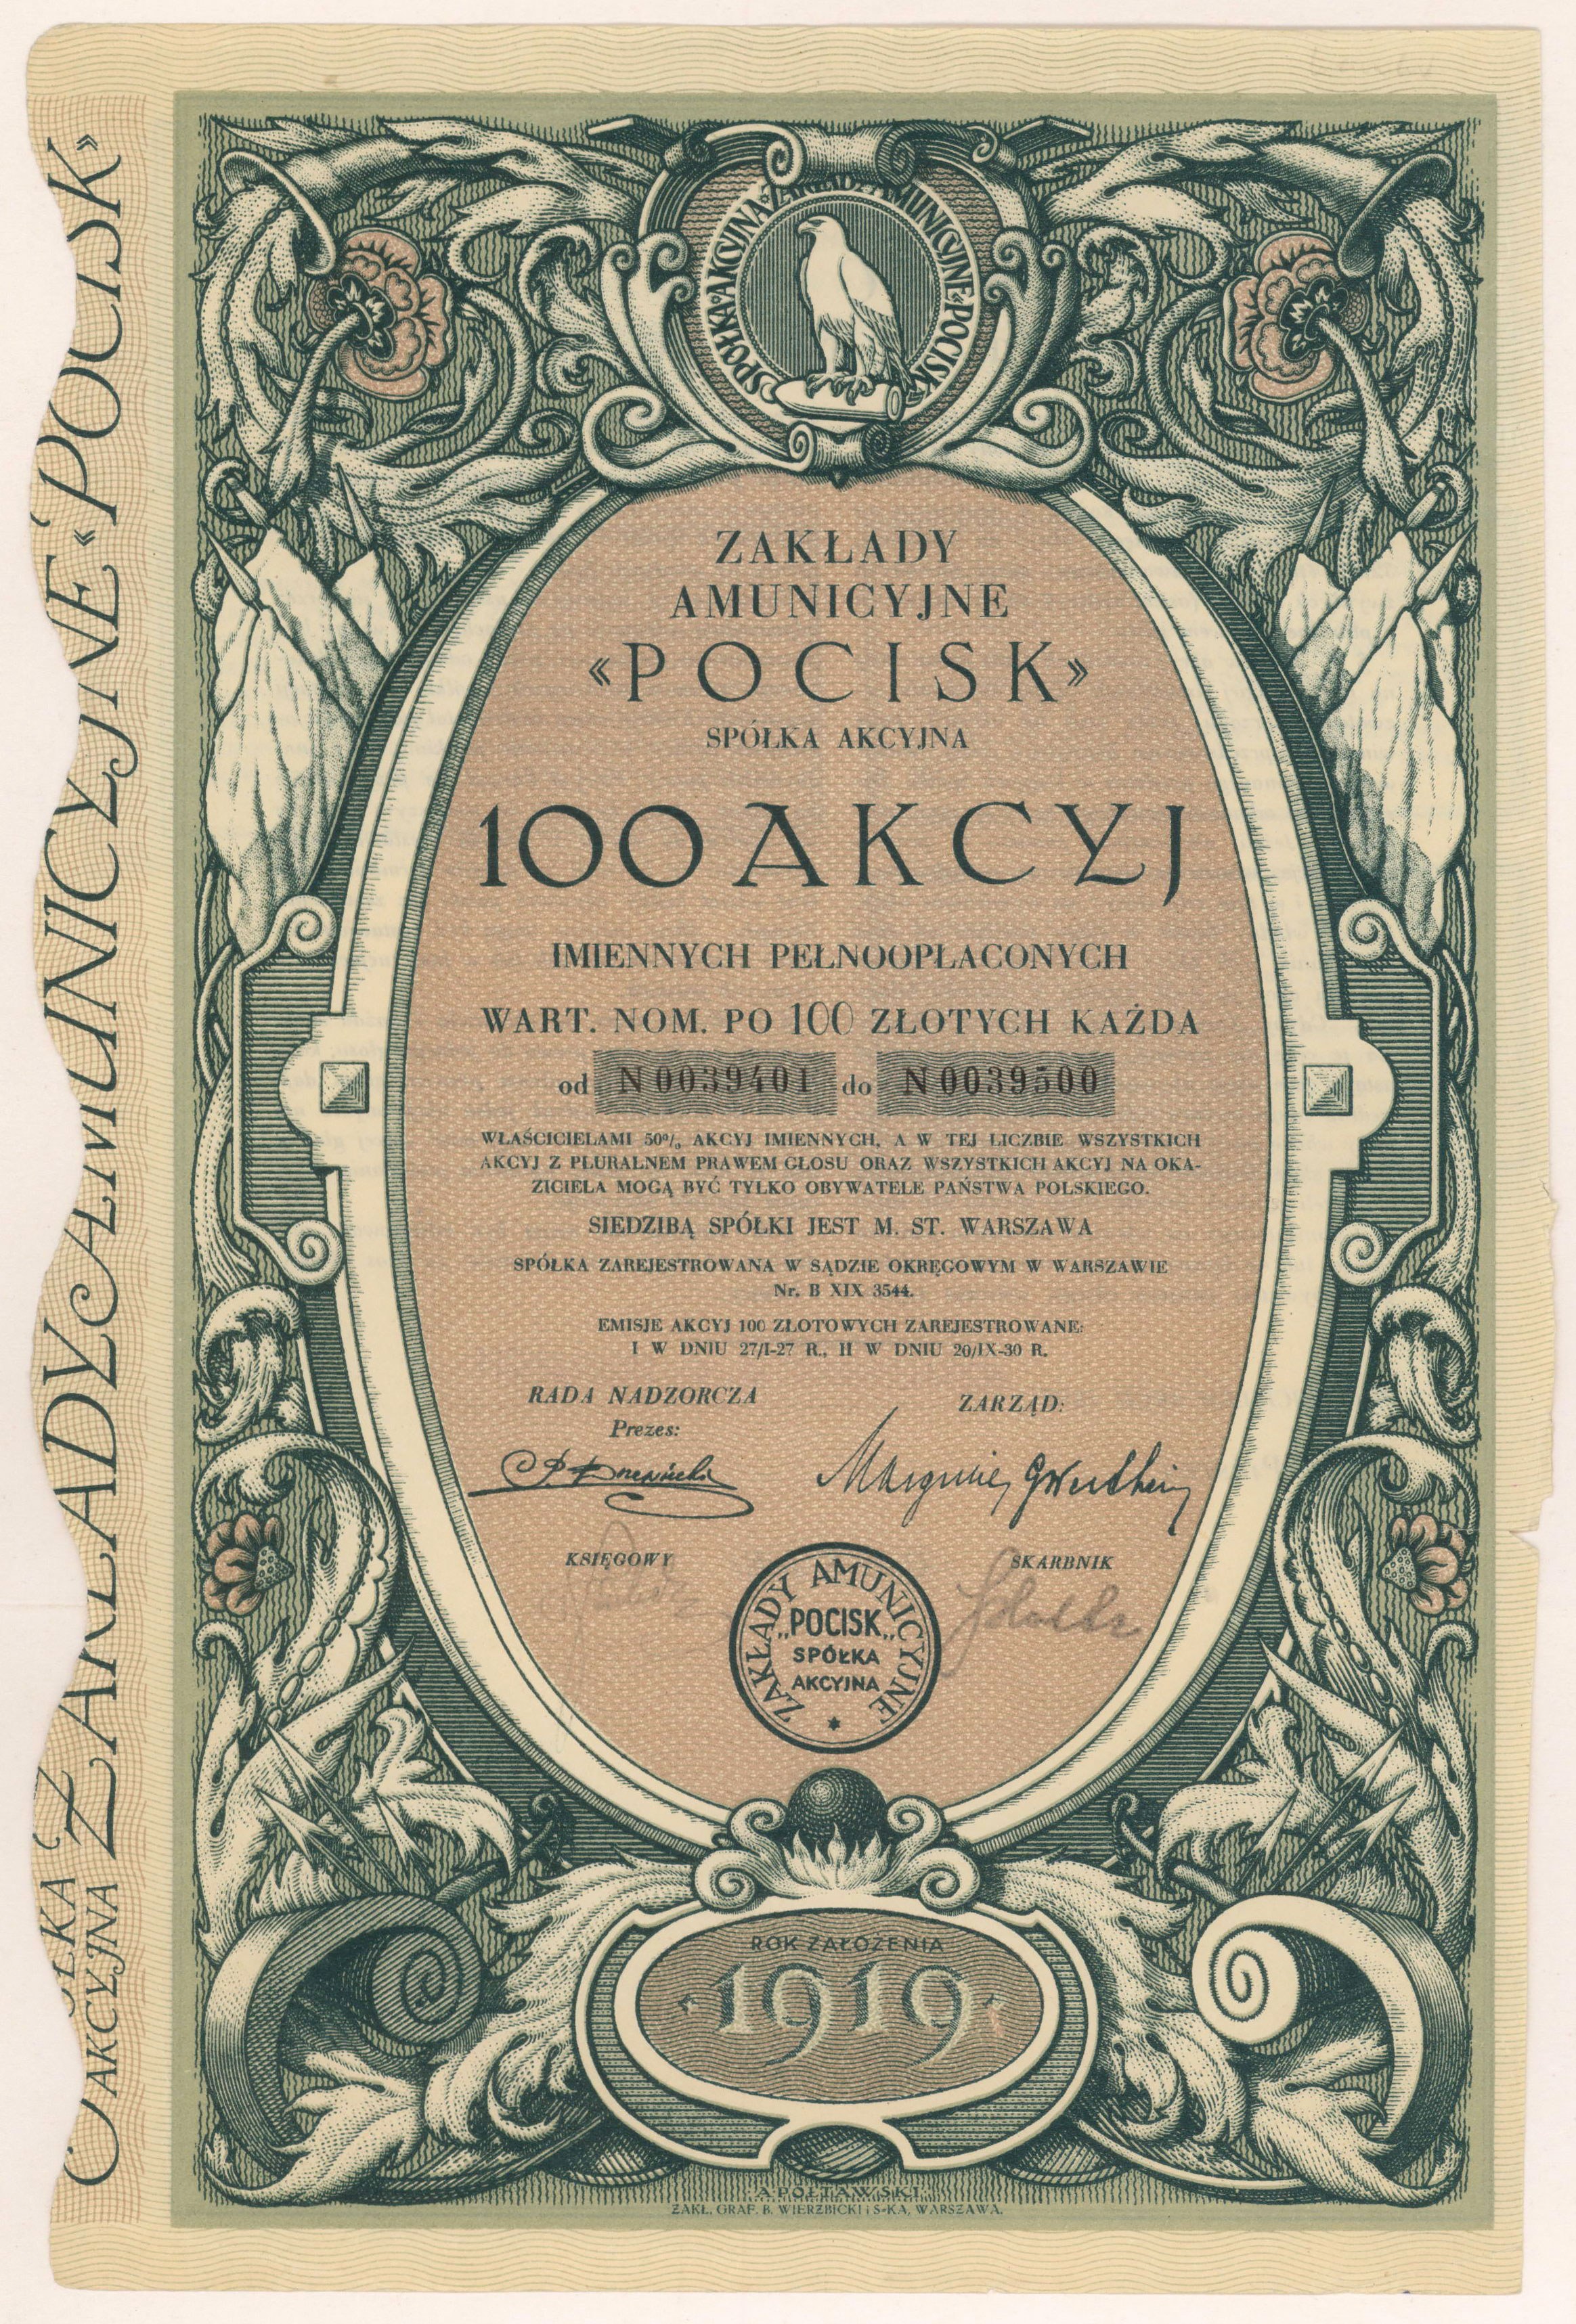 SPÓŁKA AKCYJNA ZAKŁADY AMUNICYJNE POCISK
ZAKŁADY
AMUNICYJNE
«POCISK»
SPÓŁKA AKCYJNA
100 AKCYJ
IMIENNYCH PEŁNOOPŁACONYCH
WART. NOM. PO 100 ZŁOTYCH KAŻDA
od N0039401 do N0039500
WŁAŚCICIELAMI 50% AKCYJ IMIENNYCH, A W TEJ LICZBIE WSZYSTKICH
AKCYJ Z PLURALNEM PRAWEM GŁOSU ORAZ WSZYSTKICH AKCYJ NA OKA-
ZICIELA MOGĄ BYĆ TYLKO OBYWATELE PAŃSTWA POLSKIEGO.
SIEDZIBĄ SPÓŁKI JEST M. ST. WARSZAWA
SPÓŁKA ZAREJESTROWANA W SĄDZIE OKRĘGOWYM W WARSZAWIE
Nr. B XIX 3544.
EMISJE AKCYJ 100 ZŁOTOWYCH ZAREJESTROWANE:
I W DNIU 27/I-27 R., II W DNIU 20/IX-30 R.
RADA NADZORCZA
Prezes:
ZARZĄD:
KSIĘGOWY
SKARBNIK
ZAKŁADY AMUNICYJNE
„POCISK„
SPÓŁKA
AKCYJNA
ROK ZAŁOŻENIA
1919
A. PÓŁTAWSKI
ZAKŁ. GRAF. B. WIERZBICKI i S-KA, WARSZAWA.
ZAKŁADY AMUNICYJNE «POCISK»
AKCYJNA